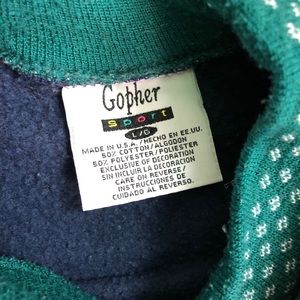 Gopher
sport
L/G
MADE IN U.S.A./HECHO EN EE.UU.
50% COTTON/ALGODON
50% POLYESTER/POLIESTER
EXCLUSIVE OF DECORATION
SIN INCLUIR LA DECORACION
CARE ON REVERSE/
INSTRUCCIONES DE
CUIDADO AL REVERSO.